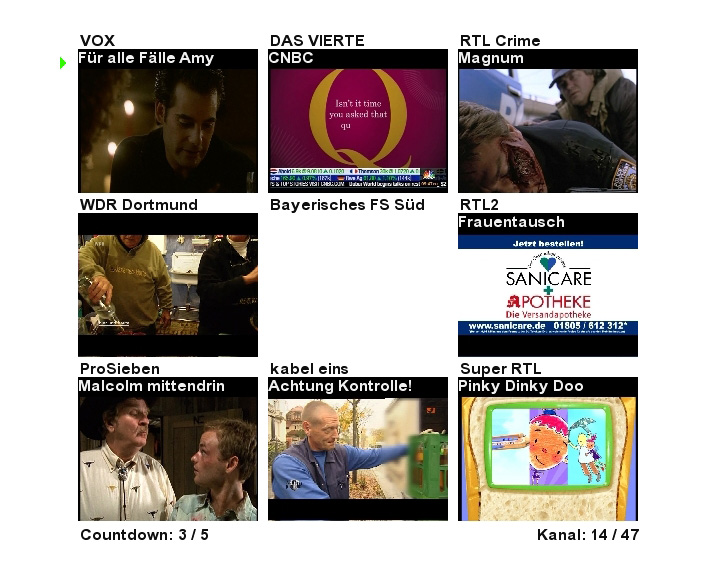 VOX
DAS VIERTE
RTL Crime
Für alle Fälle Amy
CNBC
Magnum
Isn't it time
you asked that
qu
Q
WDR Dortmund
Bayerisches FS Süd
RTL2
Frauentausch
Jetzt bestellen!
SANICARE
APOTHEKE
Die Versandapotheke
www.sanicare.de 01805 / 612 312*
ProSieben
kabel eins
Super RTL
Malcolm mittendrin
Achtung Kontrolle!
Pinky Dinky Doo
Countdown: 3 / 5
Kanal: 14 / 47